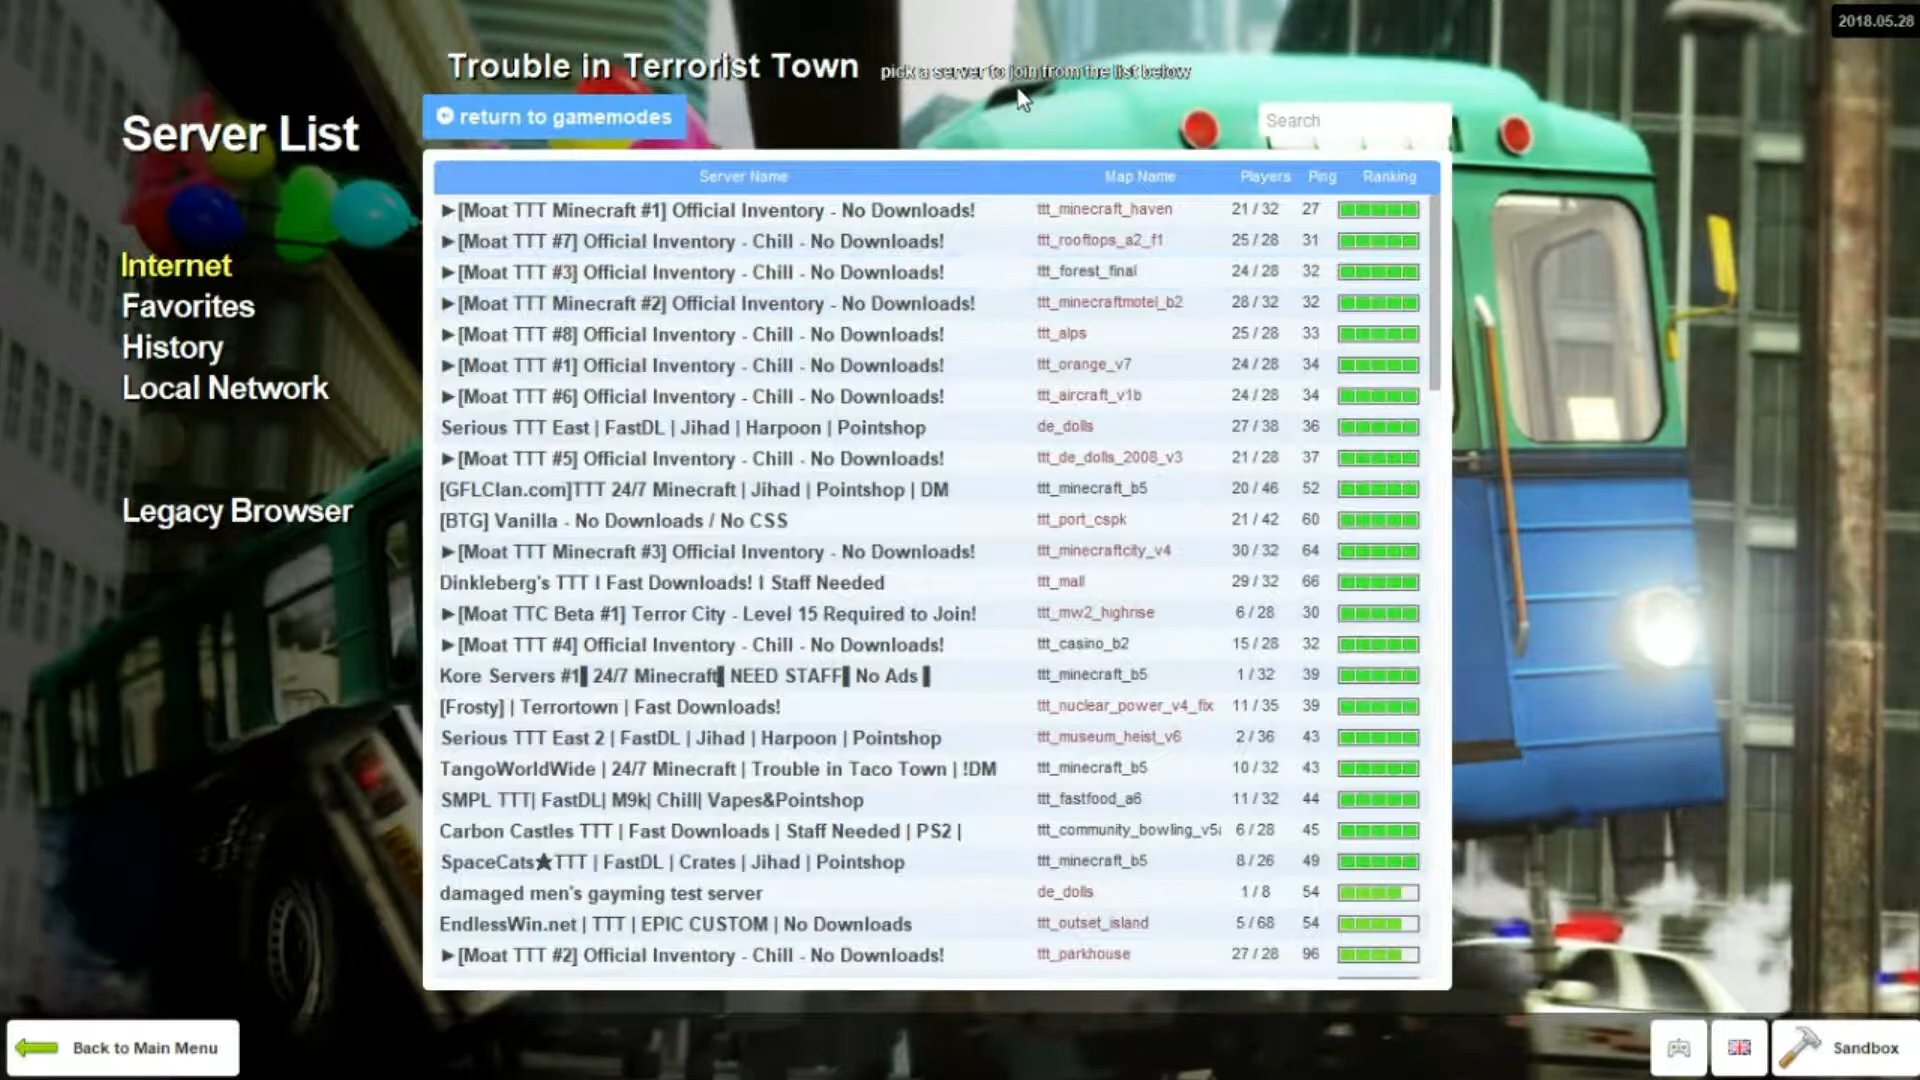 2018.05.28
Trouble in Terrorist Town pick a server to join from the list below
return to gamemodes
Search
Server List
Internet
Favorites
History
Local Network
Legacy Browser
Server Name Map Name Players Ping Ranking
►[Moat TTT Minecraft #1] Official Inventory - No Downloads! ttt_minecraft_haven 21 / 32 27
►[Moat TTT #7] Official Inventory - Chill - No Downloads! ttt_rooftops_a2_f1 25 / 28 31
►[Moat TTT #3] Official Inventory - Chill - No Downloads! ttt_forest_final 24 / 28 32
►[Moat TTT Minecraft #2] Official Inventory - No Downloads! ttt_minecraftmotel_b2 28 / 32 32
►[Moat TTT #8] Official Inventory - Chill - No Downloads! ttt_alps 25 / 28 33
►[Moat TTT #1] Official Inventory - Chill - No Downloads! ttt_orange_v7 24 / 28 34
►[Moat TTT #6] Official Inventory - Chill - No Downloads! ttt_aircraft_v1b 24 / 28 34
Serious TTT East | FastDL | Jihad | Harpoon | Pointshop de_dolls 27 / 38 36
►[Moat TTT #5] Official Inventory - Chill - No Downloads! ttt_de_dolls_2008_v3 21 / 28 37
[GFLClan.com]TTT 24/7 Minecraft | Jihad | Pointshop | DM ttt_minecraft_b5 20 / 46 52
[BTG] Vanilla - No Downloads / No CSS ttt_port_cspk 21 / 42 60
►[Moat TTT Minecraft #3] Official Inventory - No Downloads! ttt_minecraftcity_v4 30 / 32 64
Dinkleberg's TTT I Fast Downloads! I Staff Needed ttt_mall 29 / 32 66
►[Moat TTC Beta #1] Terror City - Level 15 Required to Join! ttt_mw2_highrise 6 / 28 30
►[Moat TTT #4] Official Inventory - Chill - No Downloads! ttt_casino_b2 15 / 28 32
Kore Servers #1▌ 24/7 Minecraft▌ NEED STAFF▌ No Ads ▌ ttt_minecraft_b5 1 / 32 39
[Frosty] | Terrortown | Fast Downloads! ttt_nuclear_power_v4_fix 11 / 35 39
Serious TTT East 2 | FastDL | Jihad | Harpoon | Pointshop ttt_museum_heist_v6 2 / 36 43
TangoWorldWide | 24/7 Minecraft | Trouble in Taco Town | !DM ttt_minecraft_b5 10 / 32 43
SMPL TTT| FastDL| M9k| Chill| Vapes&Pointshop ttt_fastfood_a6 11 / 32 44
Carbon Castles TTT | Fast Downloads | Staff Needed | PS2 | ttt_community_bowling_v5 6 / 28 45
SpaceCats★TTT | FastDL | Crates | Jihad | Pointshop ttt_minecraft_b5 8 / 26 49
damaged men's gayming test server de_dolls 1 / 8 54
EndlessWin.net | TTT | EPIC CUSTOM | No Downloads ttt_outset_island 5 / 68 54
►[Moat TTT #2] Official Inventory - Chill - No Downloads! ttt_parkhouse 27 / 28 96
Back to Main Menu
Sandbox